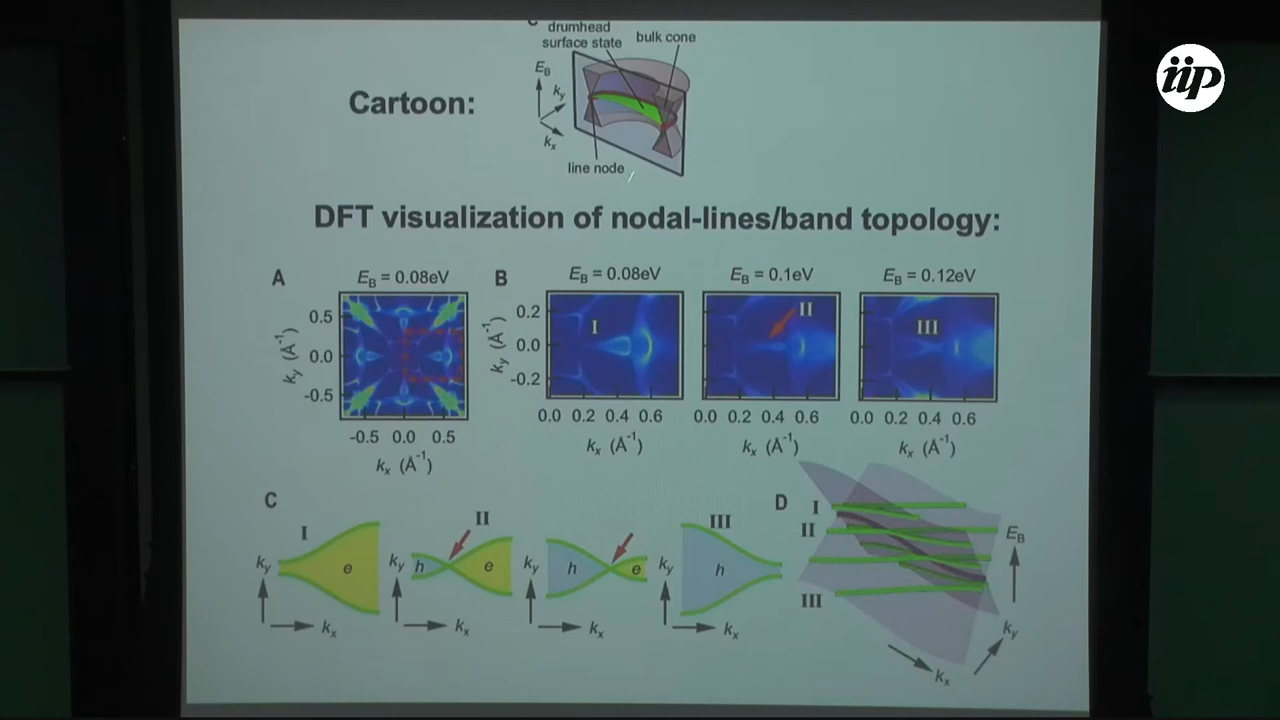 drumhead
surface state
bulk cone
E_B
k_y
k_x
line node
Cartoon:
iip
DFT visualization of nodal-lines/band topology:
A
E_B = 0.08eV
B
E_B = 0.08eV
E_B = 0.1eV
E_B = 0.12eV
0.5
0.0
-0.5
k_y (Å⁻¹)
-0.5 0.0 0.5
k_x (Å⁻¹)
0.2
0.0
-0.2
k_y (Å⁻¹)
I
II
III
0.0 0.2 0.4 0.6
0.0 0.2 0.4 0.6
0.0 0.2 0.4 0.6
k_x (Å⁻¹)
k_x (Å⁻¹)
k_x (Å⁻¹)
C
I
e
k_y
k_x
II
h
e
k_y
k_x
h
e
k_y
k_x
III
h
k_y
k_x
D
I
II
III
E_B
k_y
k_x